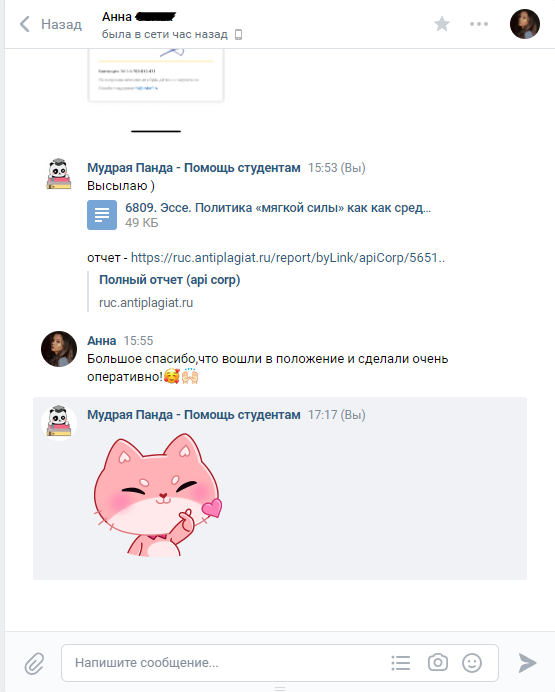 Назад
Анна
была в сети час назад
Мудрая Панда - Помощь студентам 15:53 (Вы)
Высылаю )
6809. Эссе. Политика «мягкой силы» как как сред...
49 КБ
отчет - https://ruc.antiplagiat.ru/report/byLink/apiCorp/5651..
Полный отчет (api corp)
ruc.antiplagiat.ru
Анна 15:55
Большое спасибо,что вошли в положение и сделали очень
оперативно!🥰🙌🏻
Мудрая Панда - Помощь студентам 17:17 (Вы)
Напишите сообщение...